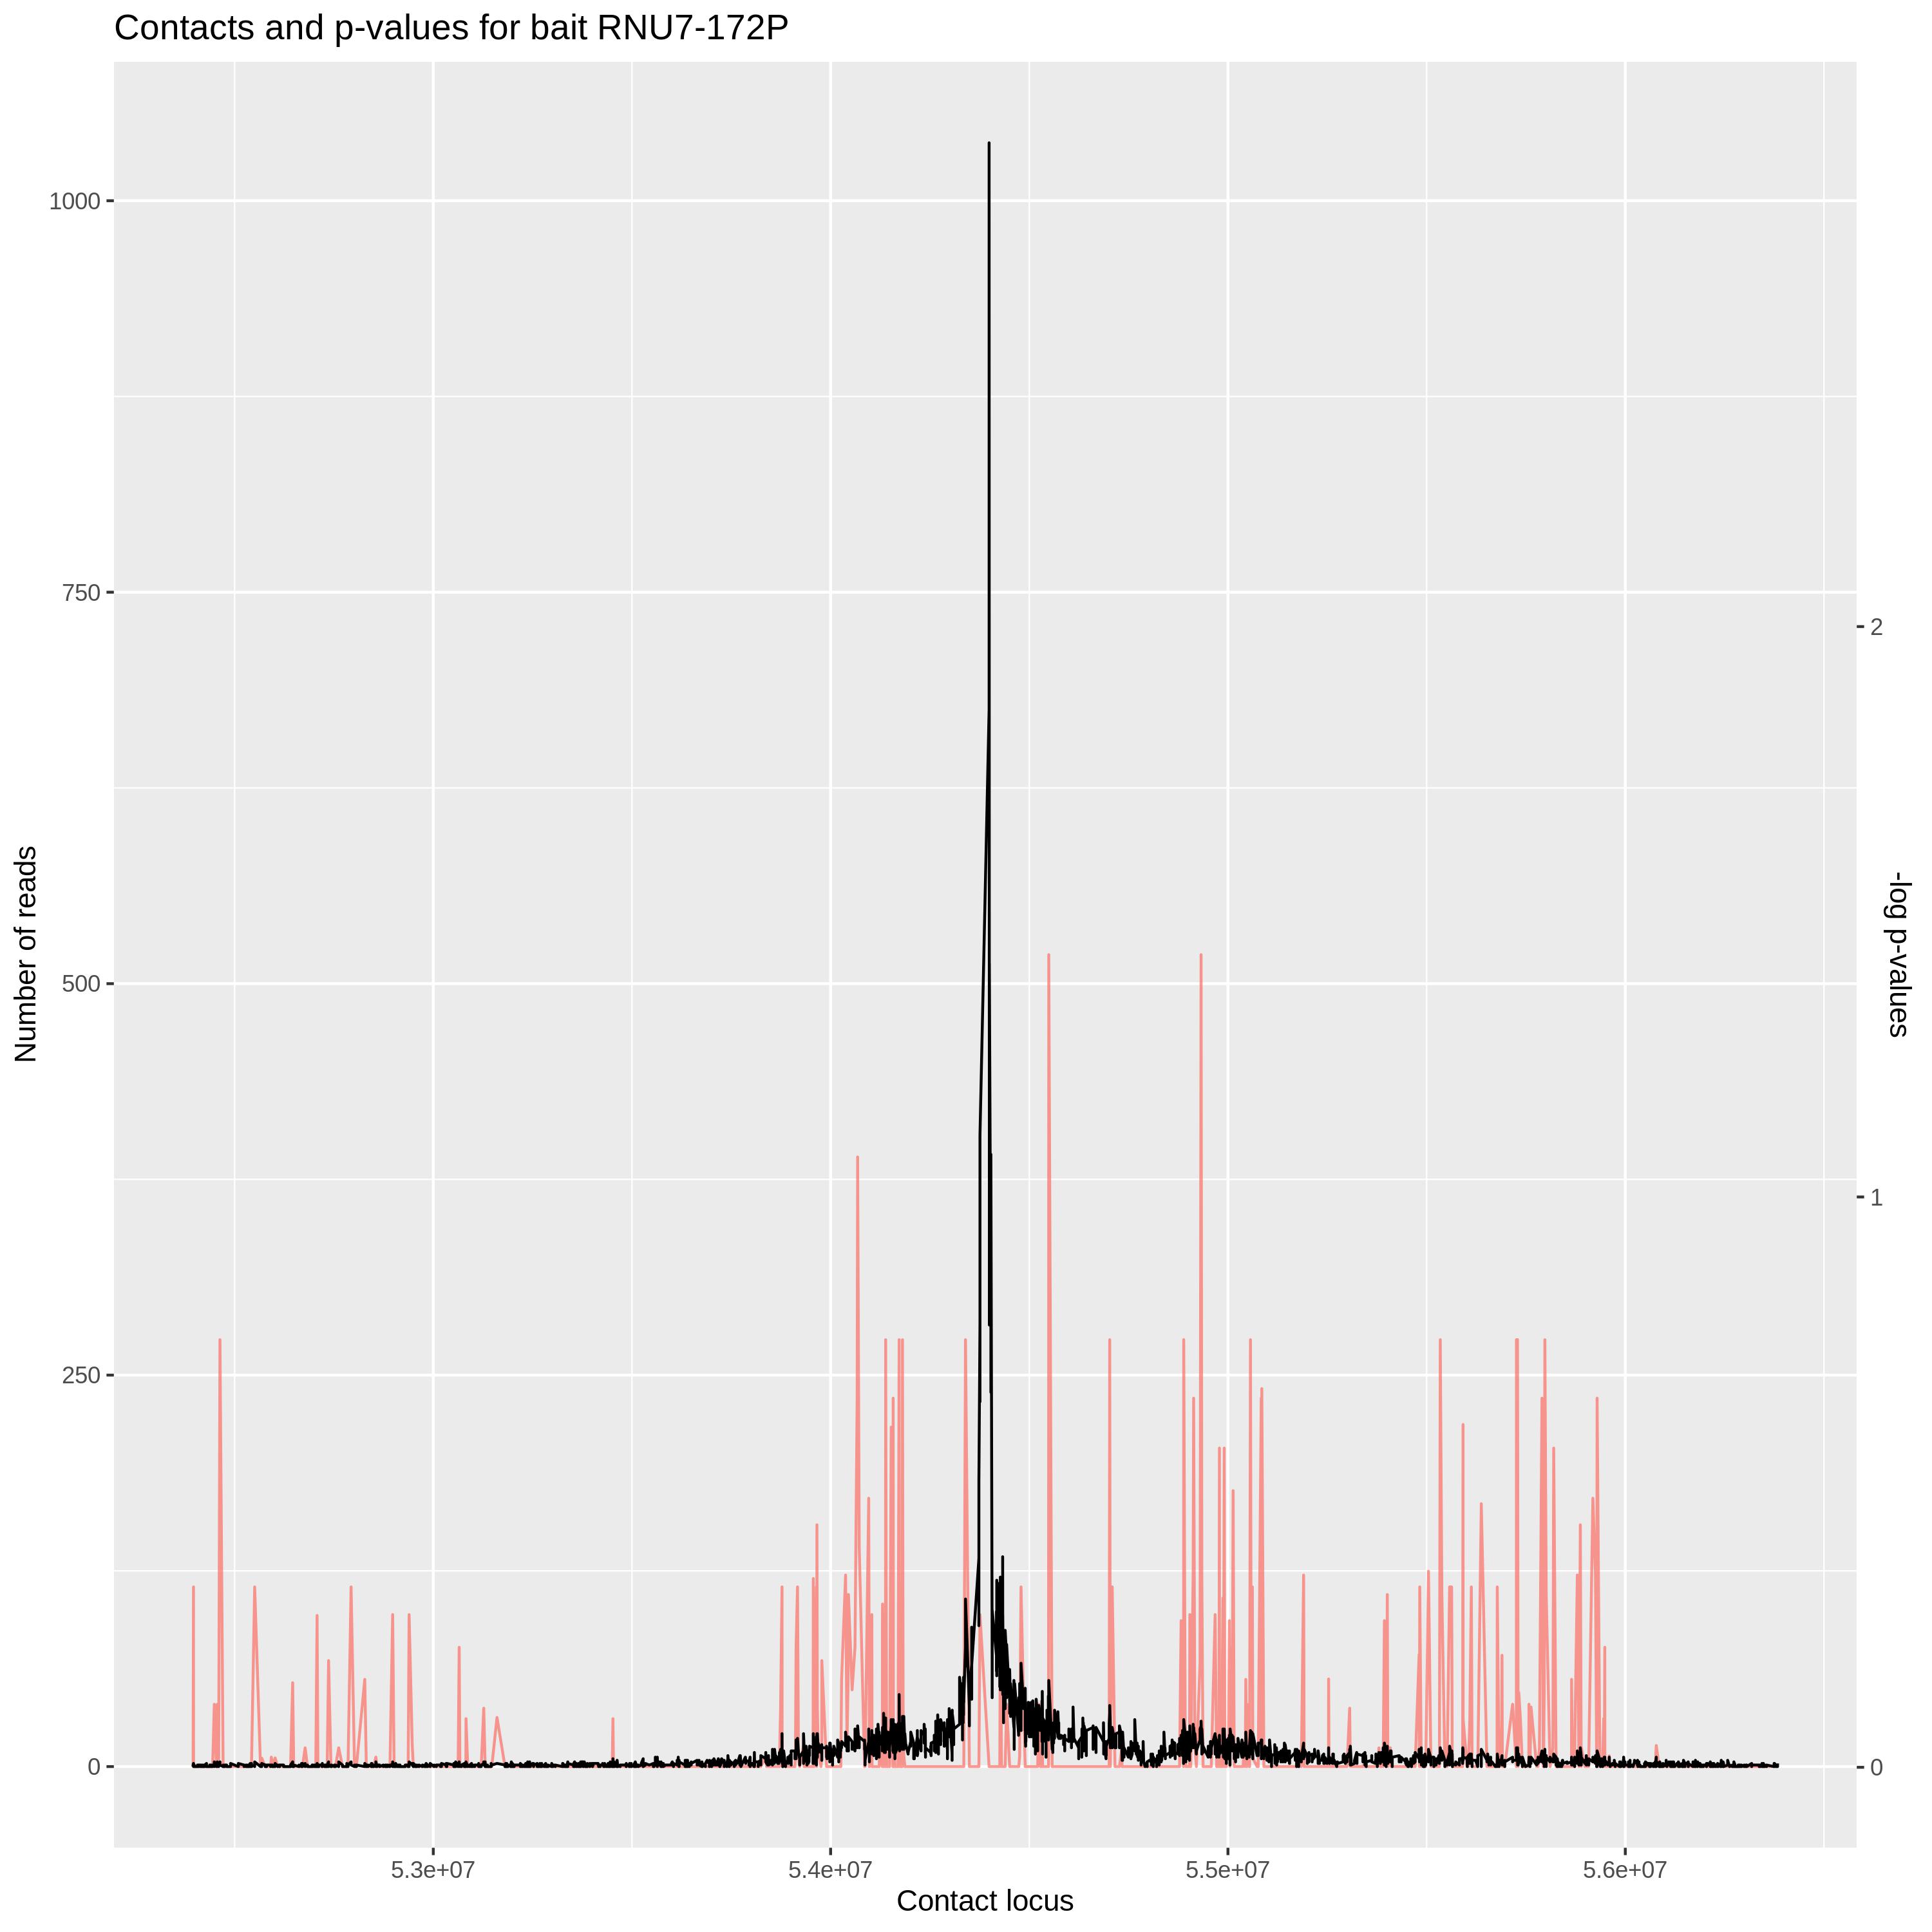 Contacts and p-values for bait RNU7-172P
1000
750
500
250
0
Number of reads
2
1
0
-log p-values
5.3e+07
5.4e+07
5.5e+07
5.6e+07
Contact locus